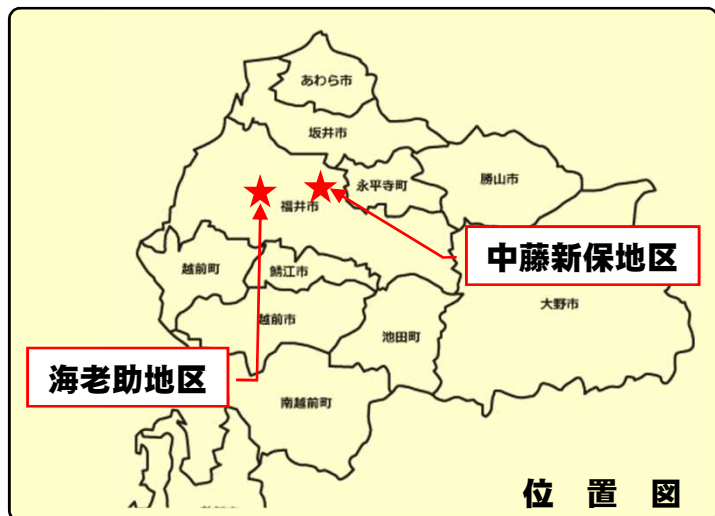 あわら市
坂井市
永平寺町
勝山市
福井市
中藤新保地区
越前町
鯖江市
大野市
越前市
池田町
海老助地区
南越前町
位置図